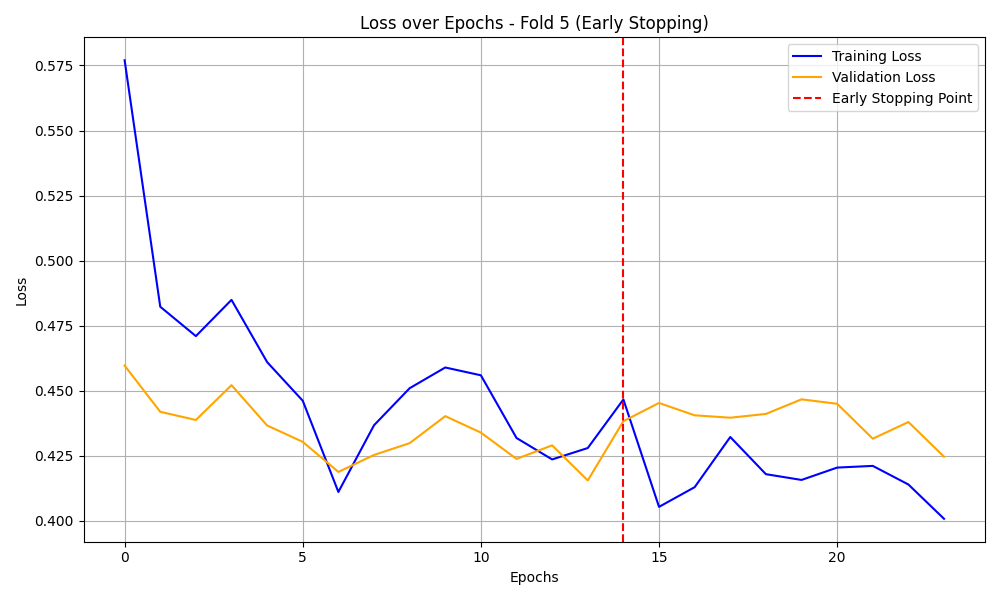 Loss over Epochs - Fold 5 (Early Stopping)
Training Loss
Validation Loss
Early Stopping Point
0.575
0.550
0.525
0.500
0.475
0.450
0.425
0.400
Loss
0 5 10 15 20
Epochs